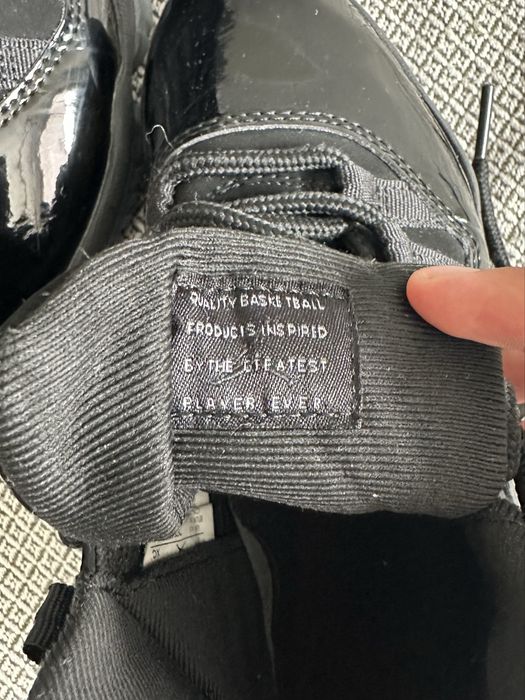 QUALITY BASKETBALL
PRODUCTS INSPIRED
BY THE GREATEST
PLAYER EVER